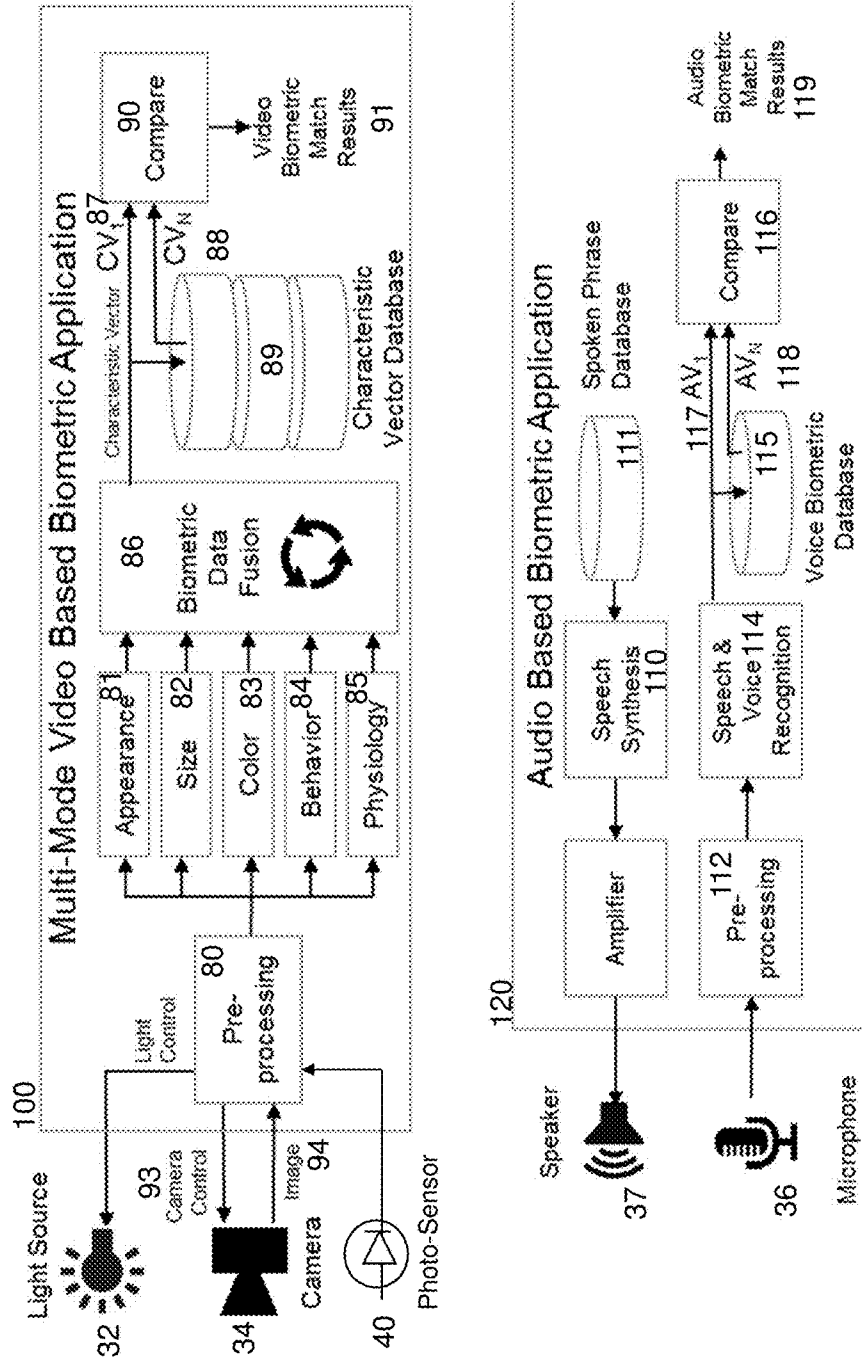 100
Multi-Mode Video Based Biometric Application
Light Source
32
Light
Control
93
Camera
Control
34
Camera
Image
94
40
Photo-Sensor
80
Pre-
processing
Appearance
81
Size
82
Color
83
Behavior
84
Physiology
85
86
Biometric
Data
Fusion
Characteristic Vector
CV1
87
CVN
88
89
Characteristic
Vector Database
90
Compare
Video
Biometric
Match
Results
91
120
Audio Based Biometric Application
Speaker
37
Amplifier
Speech
Synthesis
110
111
Spoken Phrase
Database
36
Microphone
112
Pre-
processing
Speech &
Voice 114
Recognition
117 AV1
AVN
118
115
Voice Biometric
Database
Compare
116
Audio
Biometric
Match
Results
119